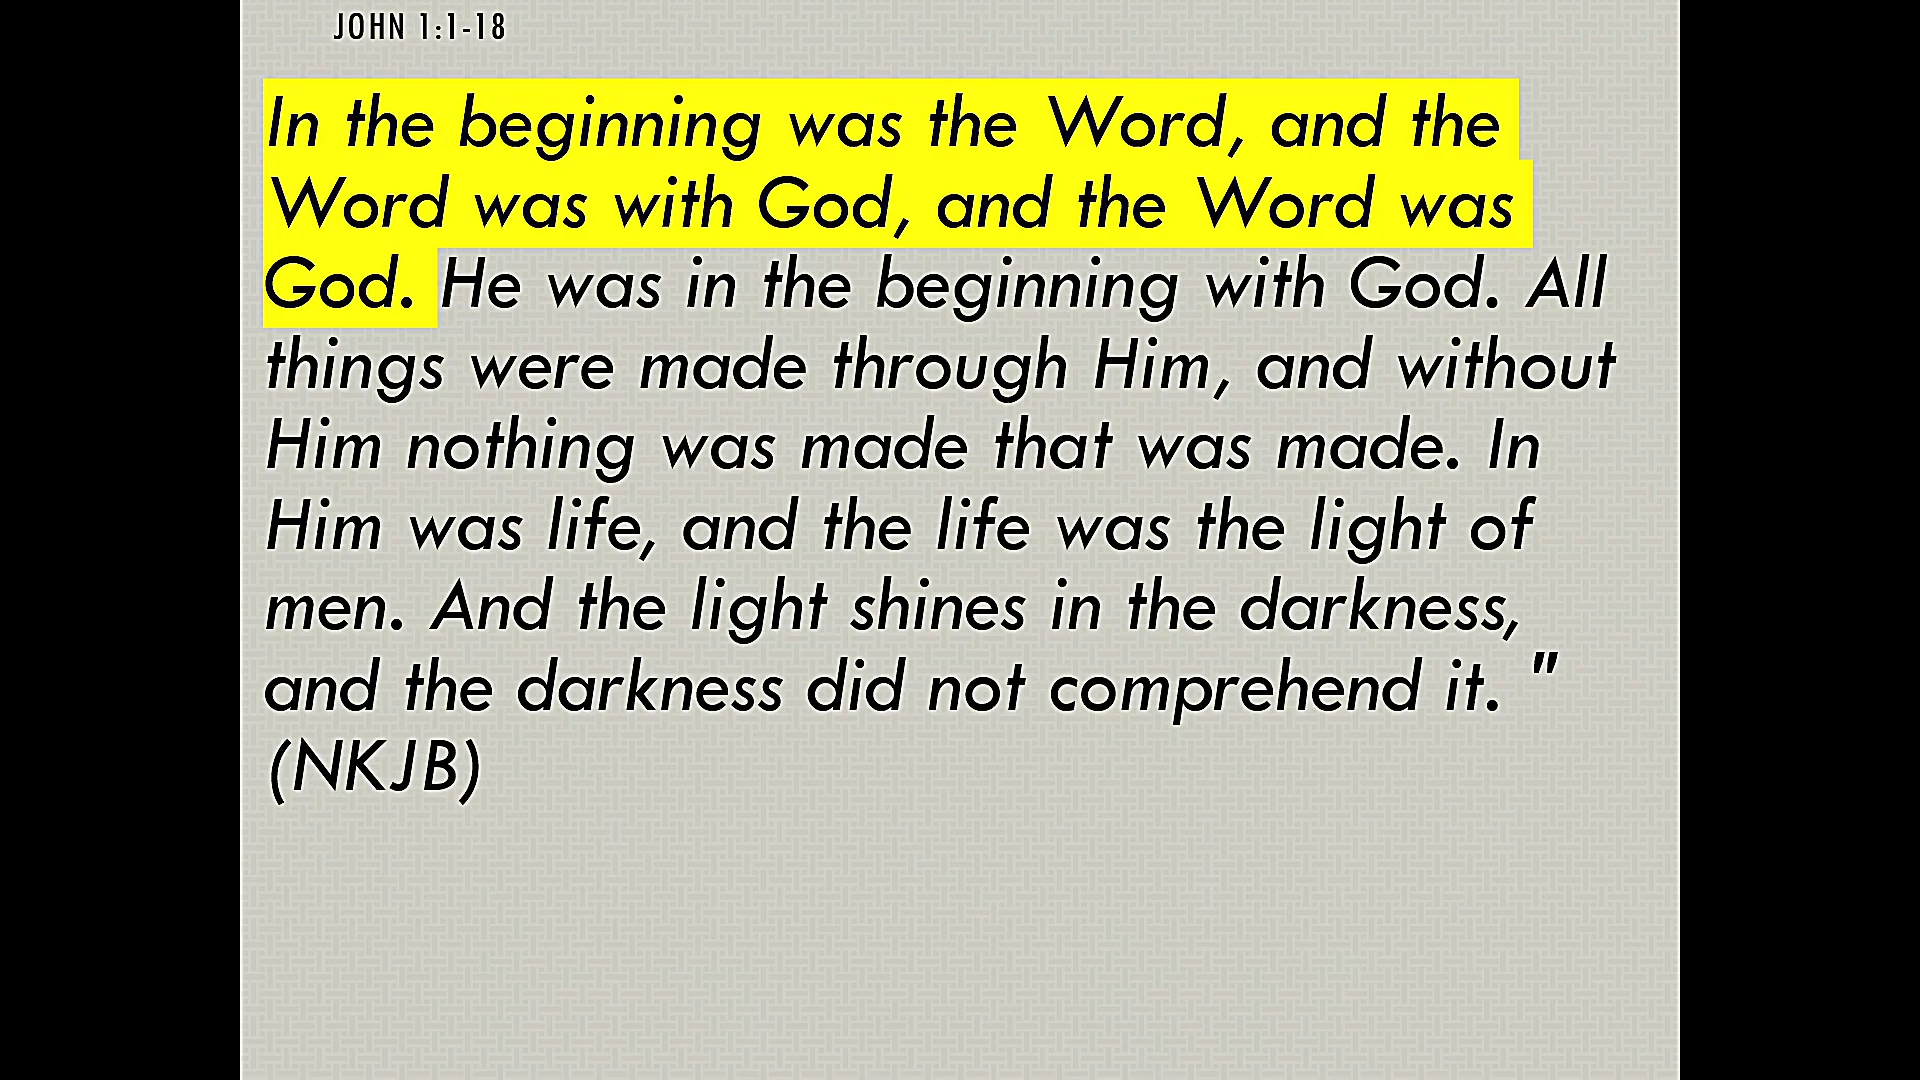 JOHN 1:1-18
In the beginning was the Word, and the
Word was with God, and the Word was
God. He was in the beginning with God. All
things were made through Him, and without
Him nothing was made that was made. In
Him was life, and the life was the light of
men. And the light shines in the darkness,
and the darkness did not comprehend it. "
(NKJB)